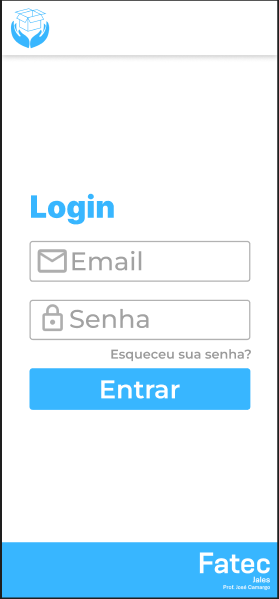 Login
Email
Senha
Esqueceu sua senha?
Entrar
Fatec
Jales
Prof. José Camargo